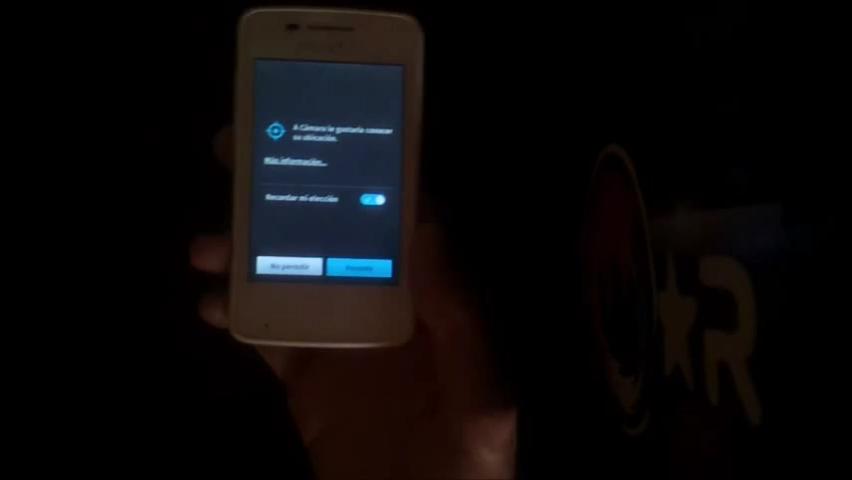 A Cámara le gustaría conocer
su ubicación.
Más información...
Recordar mi elección
No permitir
Permitir
R